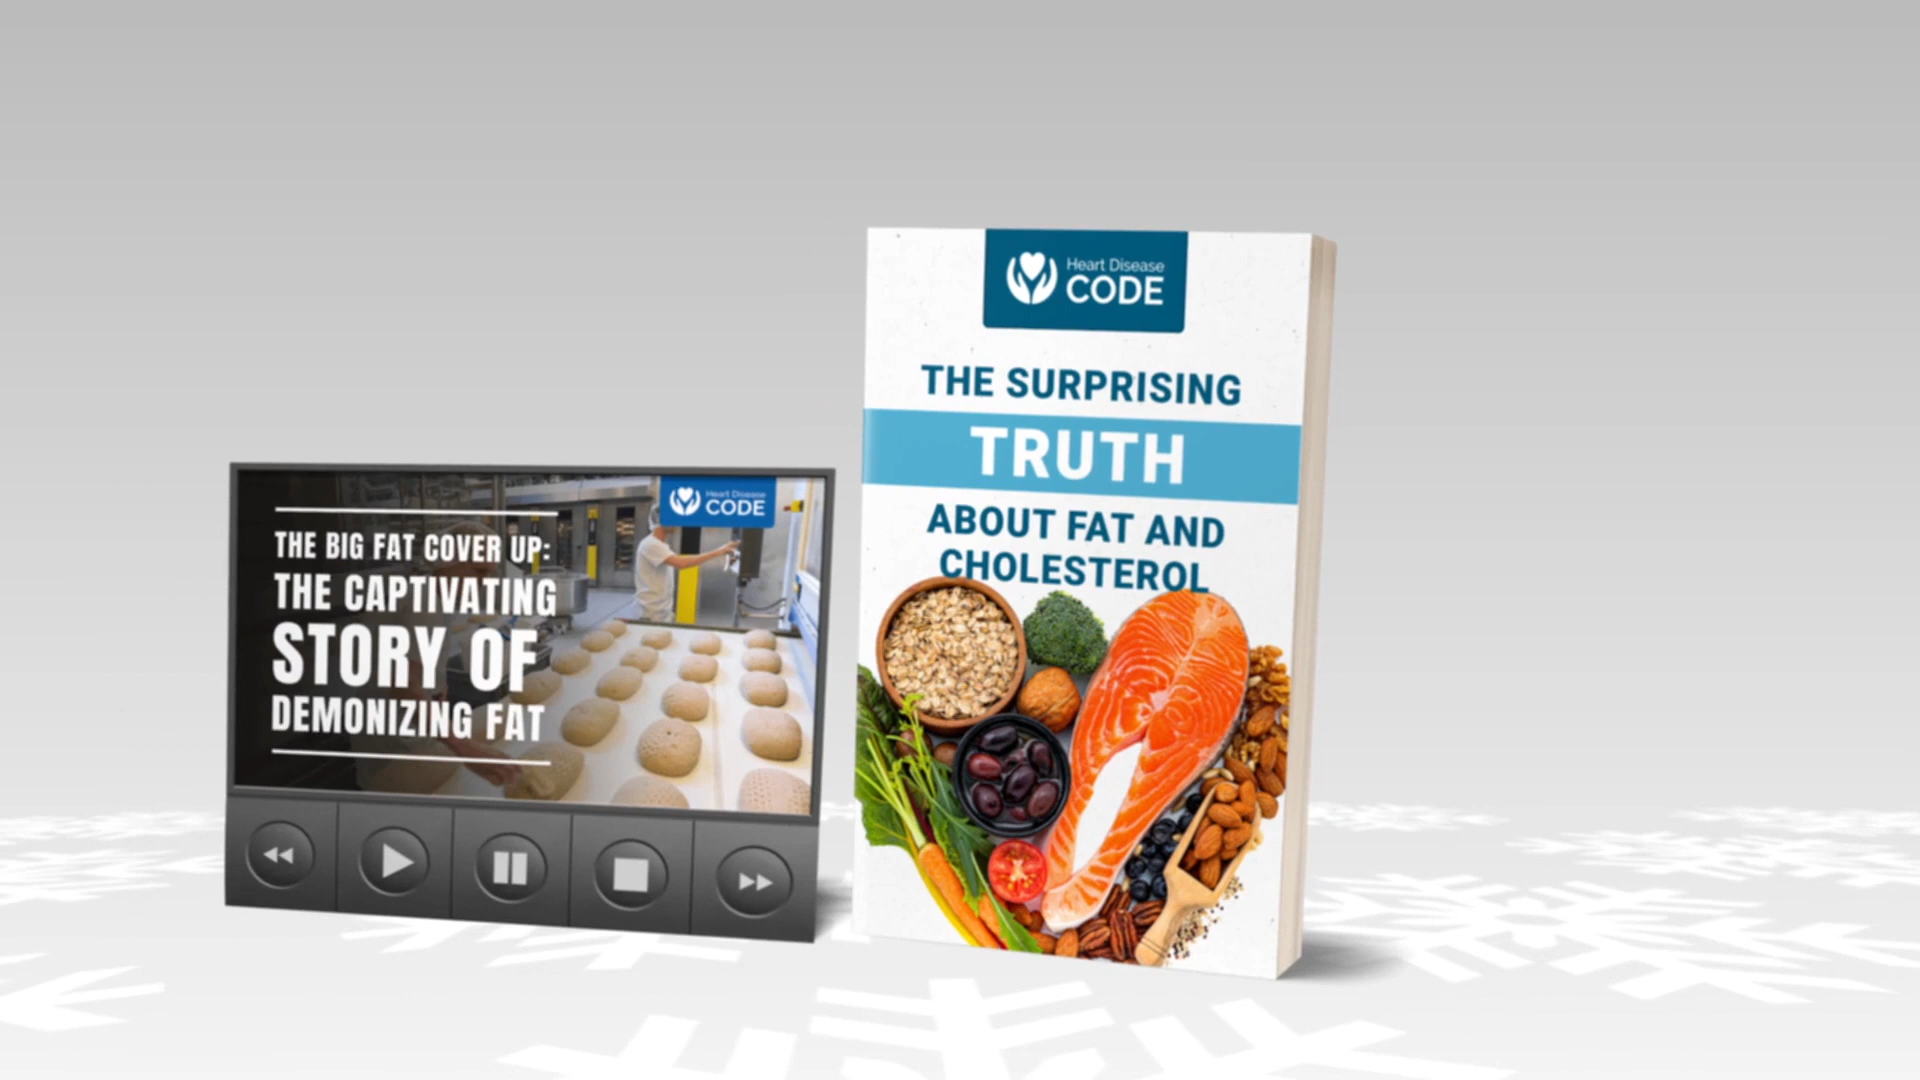 Heart Disease
CODE
THE BIG FAT COVER UP:
THE CAPTIVATING
STORY OF
DEMONIZING FAT
Heart Disease
CODE
THE SURPRISING
TRUTH
ABOUT FAT AND
CHOLESTEROL